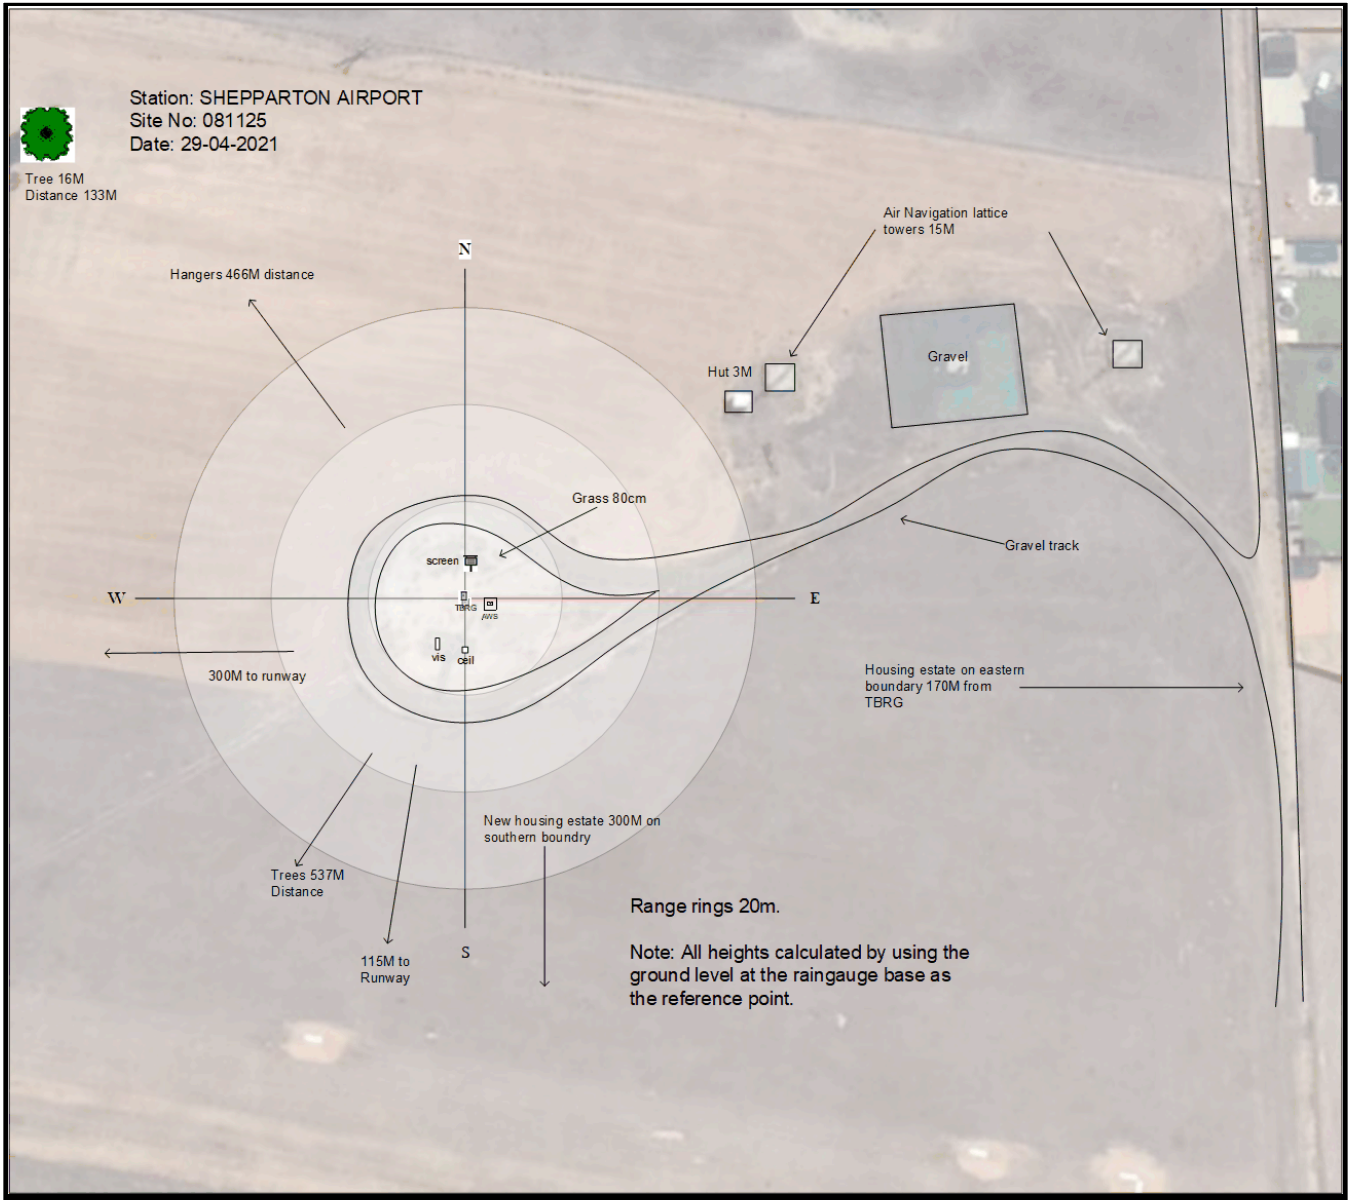 Station: SHEPPARTON AIRPORT
Site No: 081125
Date: 29-04-2021
Tree 16M
Distance 133M
Air Navigation lattice
towers 15M
N
Hangers 466M distance
Gravel
Hut 3M
Grass 80cm
Gravel track
screen
W
E
TBRG
AWS
vis
ceil
300M to runway
Housing estate on eastern
boundary 170M from
TBRG
New housing estate 300M on
southern boundry
Trees 537M
Distance
S
115M to
Runway
Range rings 20m.
Note: All heights calculated by using the
ground level at the raingauge base as
the reference point.